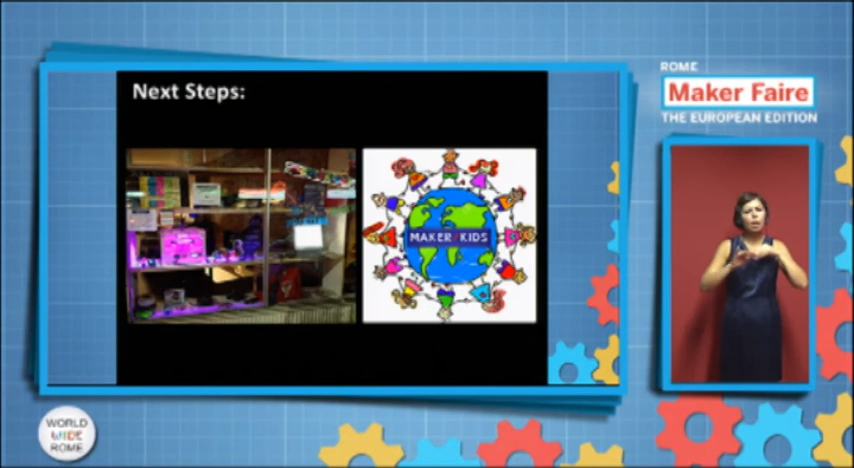 Next Steps:
MAKER KIDS
ROME
Maker Faire
THE EUROPEAN EDITION
WORLD
WIDE
ROME